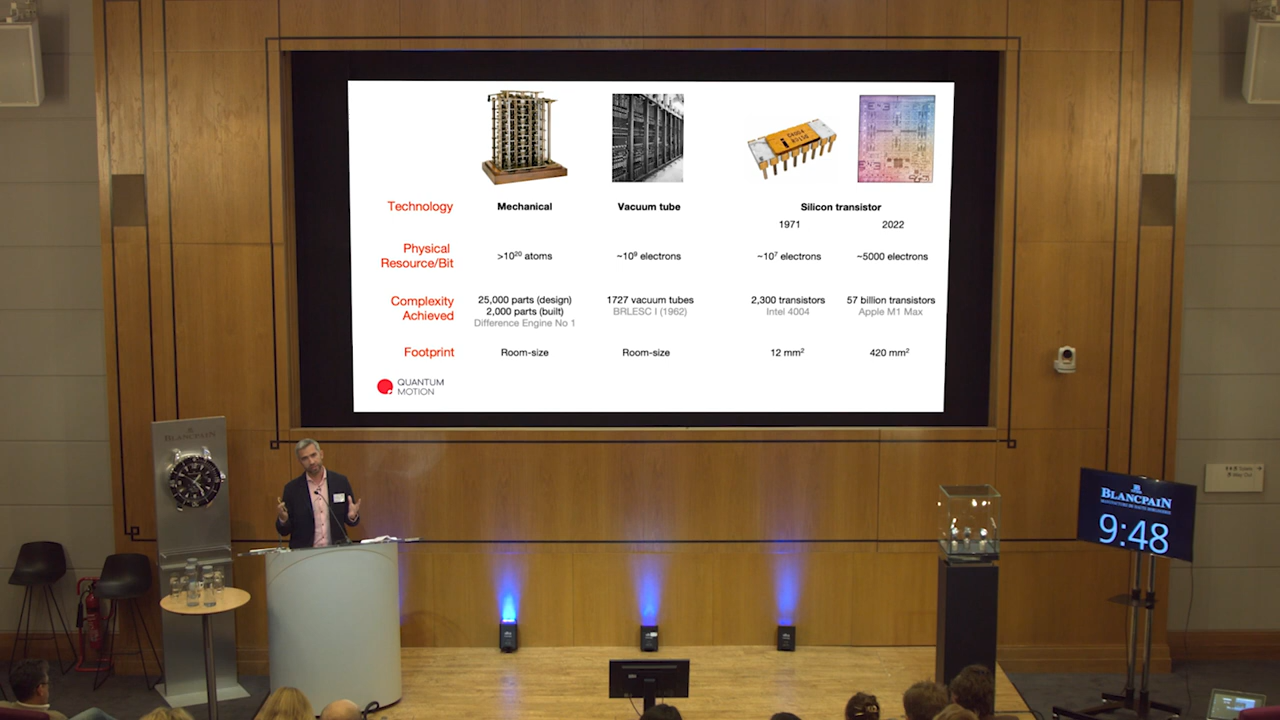 Technology
Mechanical
Vacuum tube
Silicon transistor
1971
2022
Physical
Resource/Bit
>10²⁰ atoms
~10⁹ electrons
~10⁷ electrons
~5000 electrons
Complexity
Achieved
25,000 parts (design)
2,000 parts (built)
Difference Engine No 1
1727 vacuum tubes
BRLESC I (1962)
2,300 transistors
Intel 4004
57 billion transistors
Apple M1 Max
Footprint
Room-size
Room-size
12 mm²
420 mm²
QUANTUM
MOTION
BLANCPAIN
BLANCPAIN
9:48